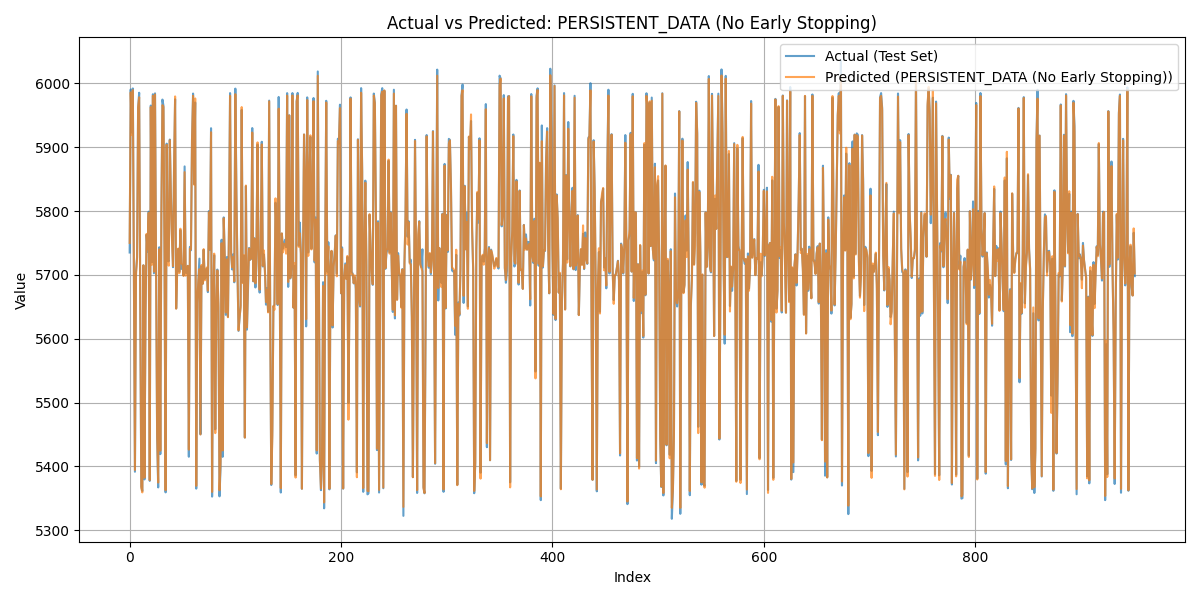 Actual vs Predicted: PERSISTENT_DATA (No Early Stopping)
Actual (Test Set)
Predicted (PERSISTENT_DATA (No Early Stopping))
Value
6000
5900
5800
5700
5600
5500
5400
5300
0 200 400 600 800
Index